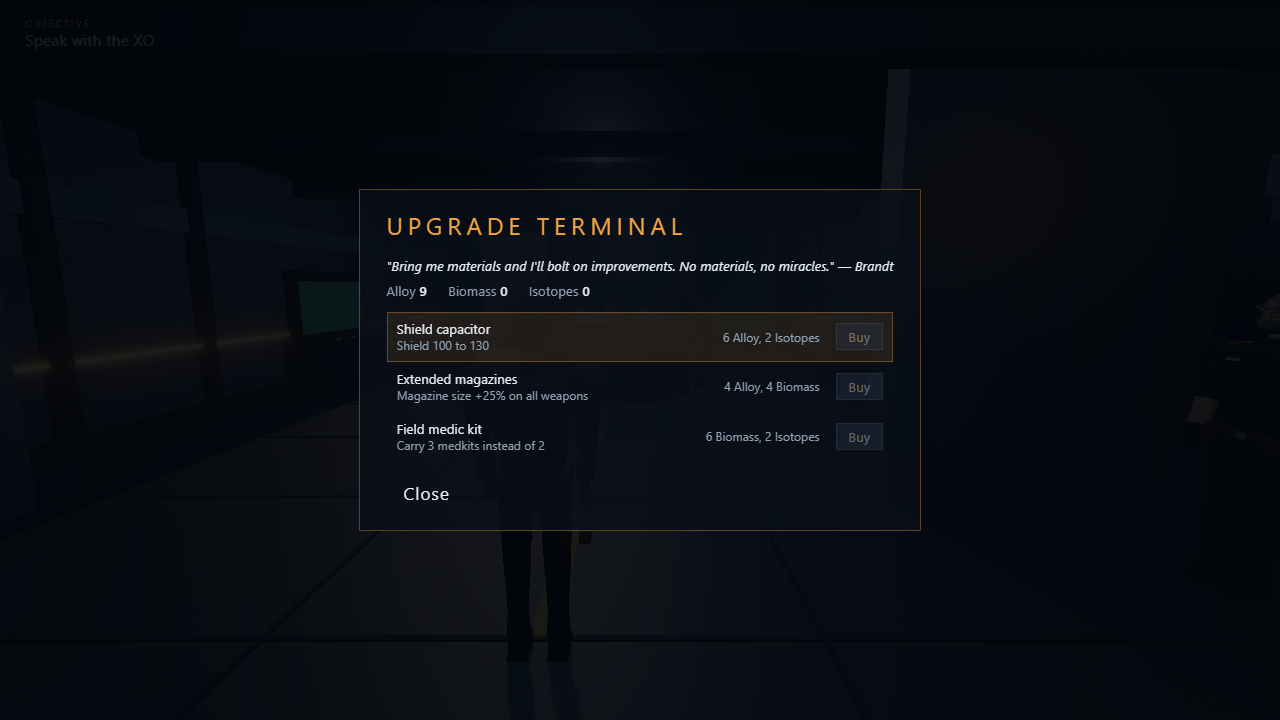 OBJECTIVE
Speak with the XO
UPGRADE TERMINAL
"Bring me materials and I'll bolt on improvements. No materials, no miracles." — Brandt
Alloy 9 Biomass 0 Isotopes 0
Shield capacitor
Shield 100 to 130
6 Alloy, 2 Isotopes
Buy
Extended magazines
Magazine size +25% on all weapons
4 Alloy, 4 Biomass
Buy
Field medic kit
Carry 3 medkits instead of 2
6 Biomass, 2 Isotopes
Buy
Close